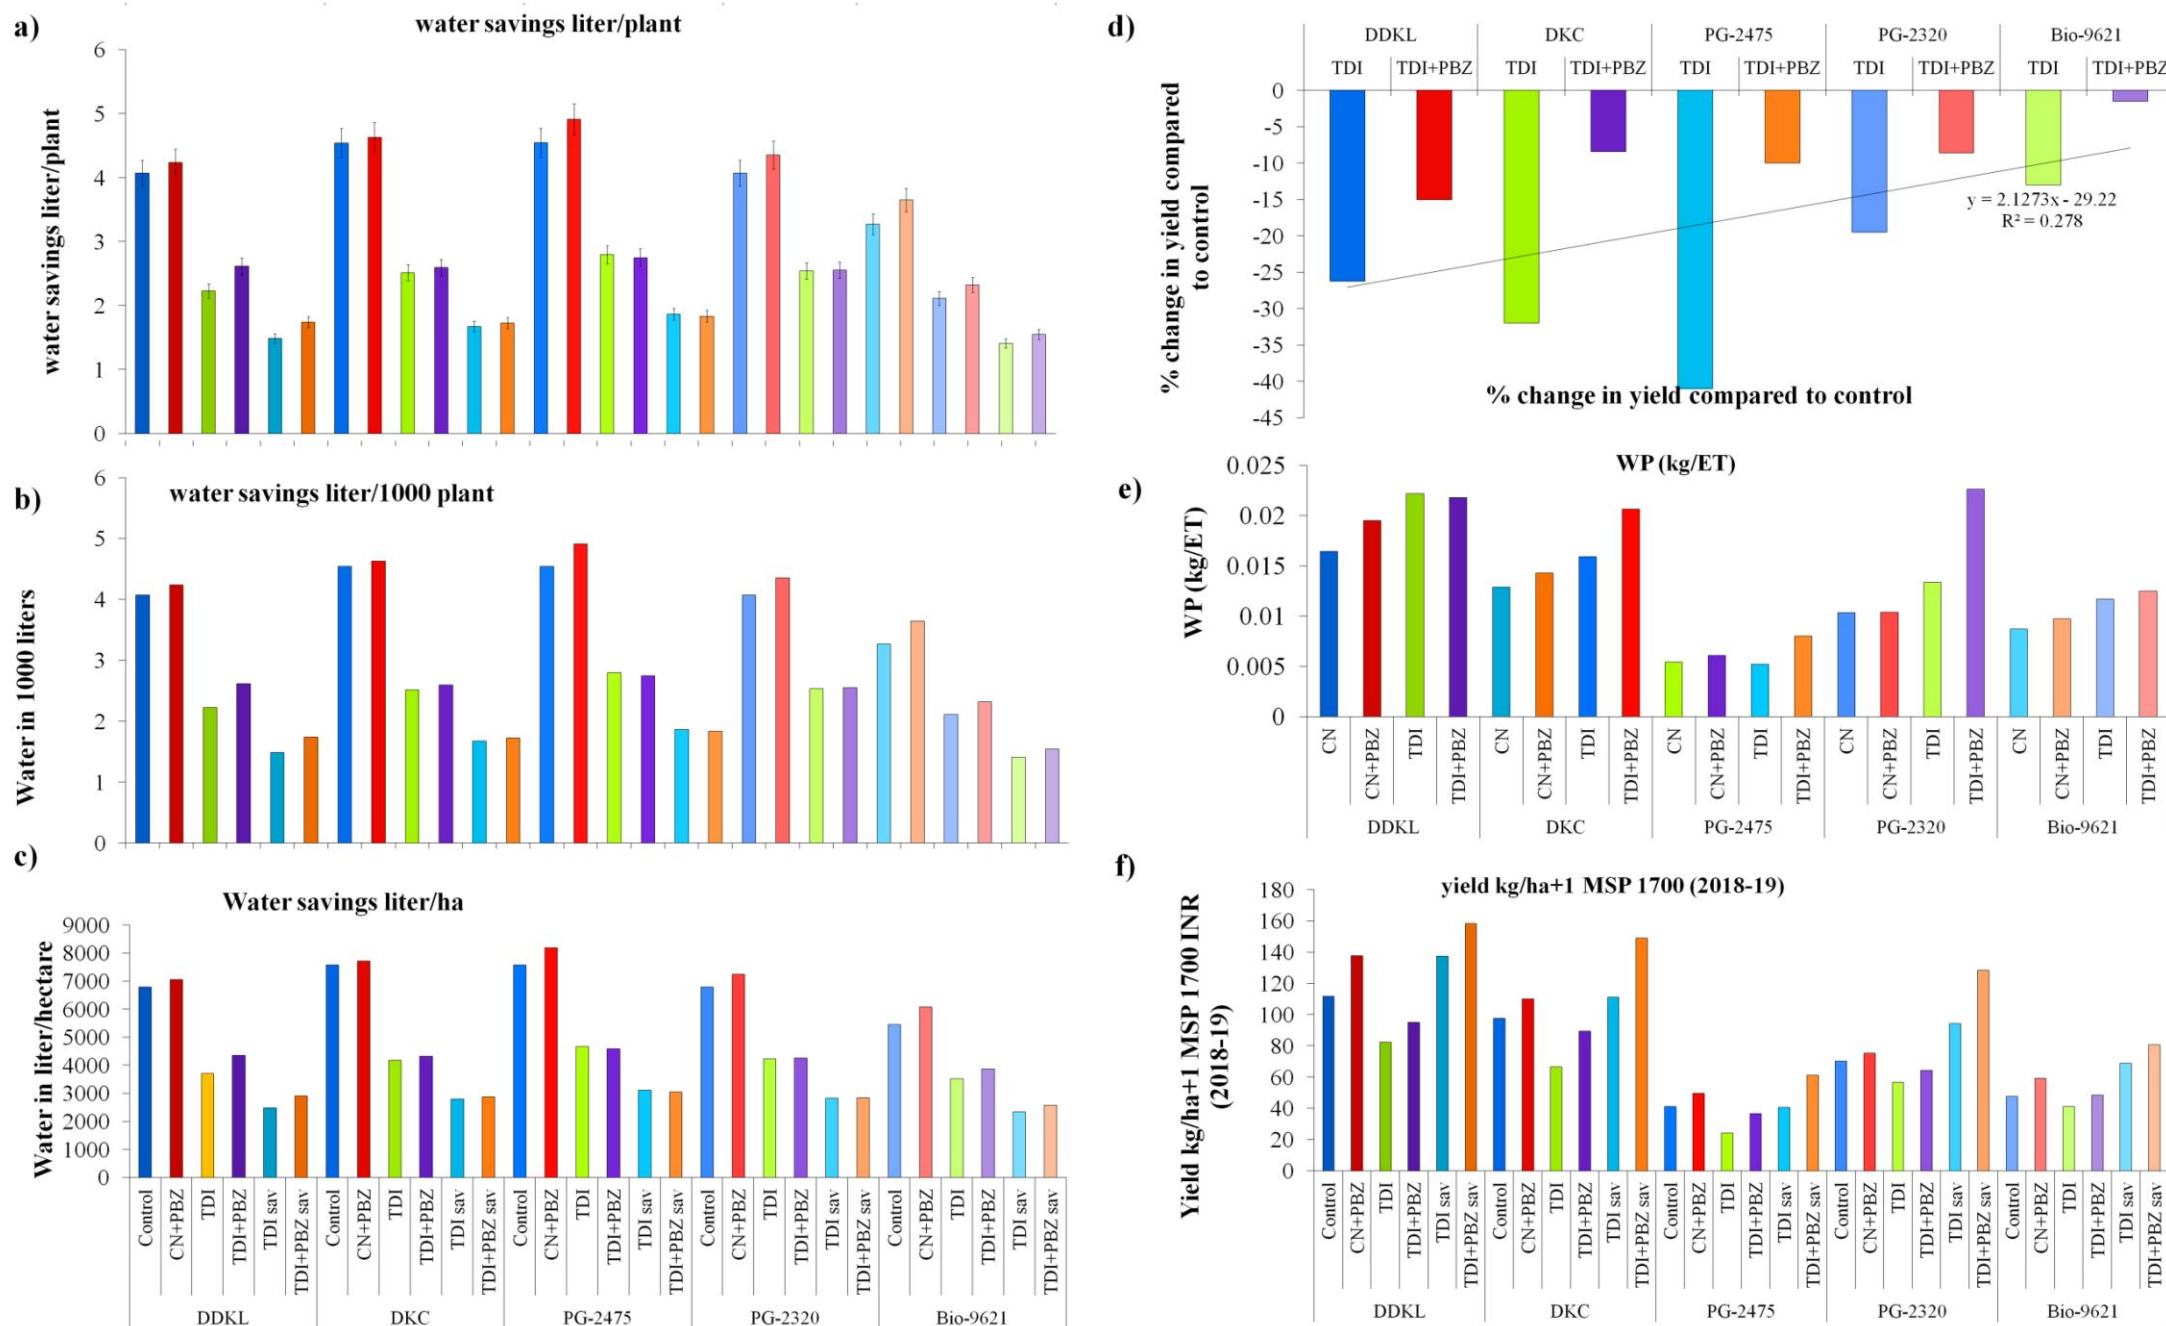 a)
water savings liter/plant
water savings liter/plant
6
5
4
3
2
1
0
b)
water savings liter/1000 plant
Water in 1000 liters
6
5
4
3
2
1
0
c)
Water savings liter/ha
Water in liter/hectare
9000
8000
7000
6000
5000
4000
3000
2000
1000
0
Control
CN+PBZ
TDI
TDI+PBZ
TDI sav
TDI+PBZ sav
Control
CN+PBZ
TDI
TDI+PBZ
TDI sav
TDI+PBZ sav
Control
CN+PBZ
TDI
TDI+PBZ
TDI sav
TDI+PBZ sav
Control
CN+PBZ
TDI
TDI+PBZ
TDI sav
TDI+PBZ sav
Control
CN+PBZ
TDI
TDI+PBZ
TDI sav
TDI+PBZ sav
DDKL
DKC
PG-2475
PG-2320
Bio-9621
d)
DDKL
DKC
PG-2475
PG-2320
Bio-9621
TDI
TDI+PBZ
TDI
TDI+PBZ
TDI
TDI+PBZ
TDI
TDI+PBZ
TDI
TDI+PBZ
% change in yield compared
to control
0
-5
-10
-15
-20
-25
-30
-35
-40
-45
y = 2.1273x - 29.22
R² = 0.278
% change in yield compared to control
e)
WP (kg/ET)
WP (kg/ET)
0.025
0.02
0.015
0.01
0.005
0
CN
CN+PBZ
TDI
TDI+PBZ
CN
CN+PBZ
TDI
TDI+PBZ
CN
CN+PBZ
TDI
TDI+PBZ
CN
CN+PBZ
TDI
TDI+PBZ
CN
CN+PBZ
TDI
TDI+PBZ
DDKL
DKC
PG-2475
PG-2320
Bio-9621
f)
yield kg/ha+1 MSP 1700 (2018-19)
Yield kg/ha+1 MSP 1700 INR
(2018-19)
180
160
140
120
100
80
60
40
20
0
Control
CN+PBZ
TDI
TDI+PBZ
TDI sav
TDI+PBZ sav
Control
CN+PBZ
TDI
TDI+PBZ
TDI sav
TDI+PBZ sav
Control
CN+PBZ
TDI
TDI+PBZ
TDI sav
TDI+PBZ sav
Control
CN+PBZ
TDI
TDI+PBZ
TDI sav
TDI+PBZ sav
Control
CN+PBZ
TDI
TDI+PBZ
TDI sav
TDI+PBZ sav
DDKL
DKC
PG-2475
PG-2320
Bio-9621